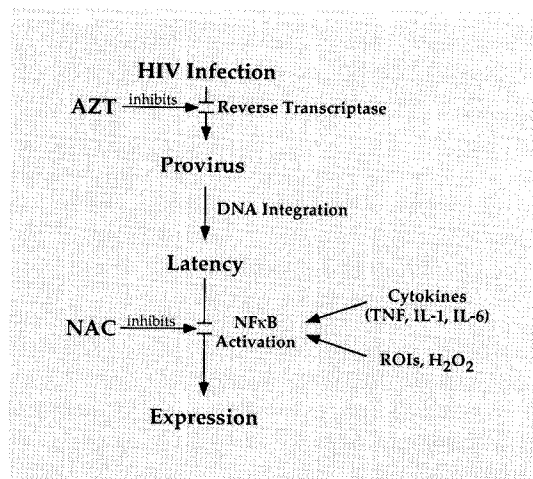 HIV Infection
AZT inhibits Reverse Transcriptase
Provirus
DNA Integration
Latency
Cytokines
(TNF, IL-1, IL-6)
NAC inhibits NFκB
Activation
ROIs, H₂O₂
Expression